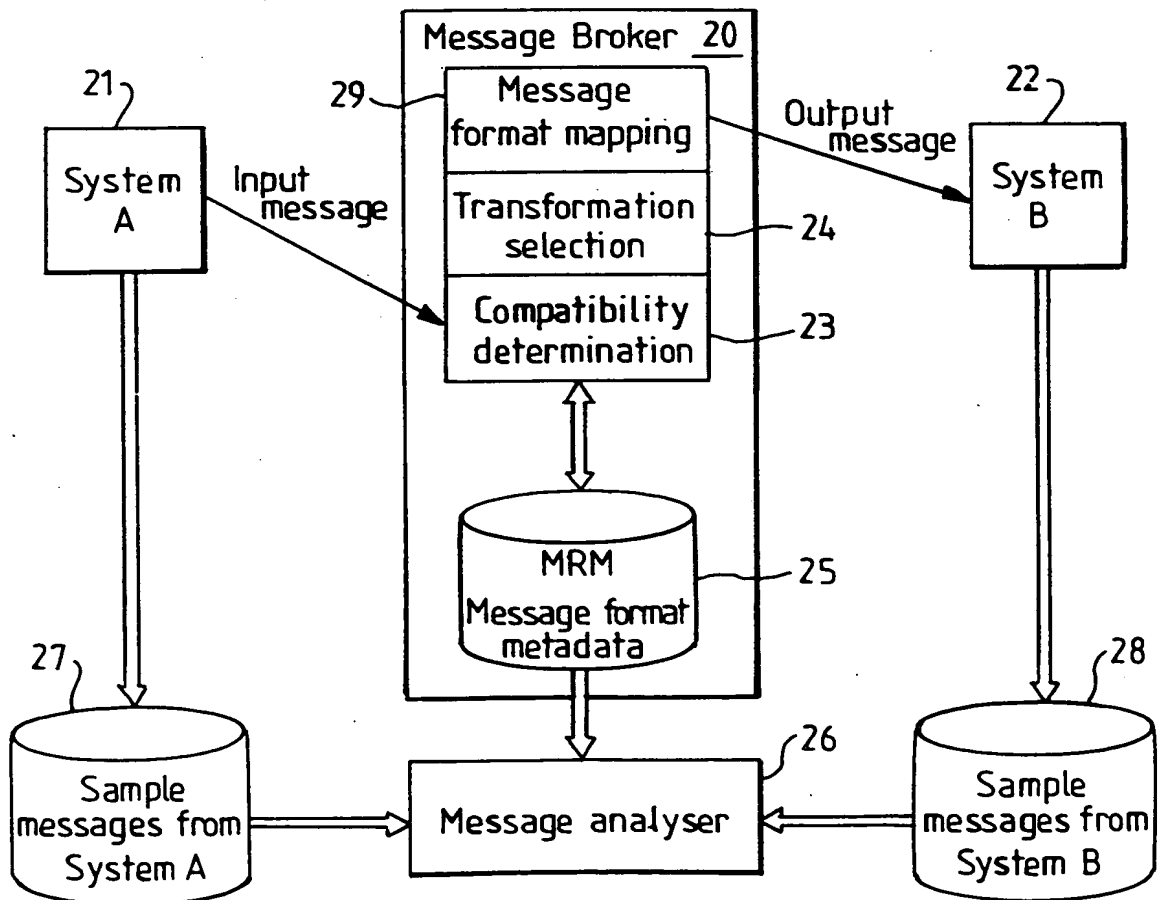 Message Broker 20
21
29
Message
format mapping
22
Output
message
System
A
Input
message
System
B
Transformation
selection
24
Compatibility
determination
23
MRM
Message format
metadata
25
27
28
26
Sample
messages from
System A
Message analyser
Sample
messages from
System B